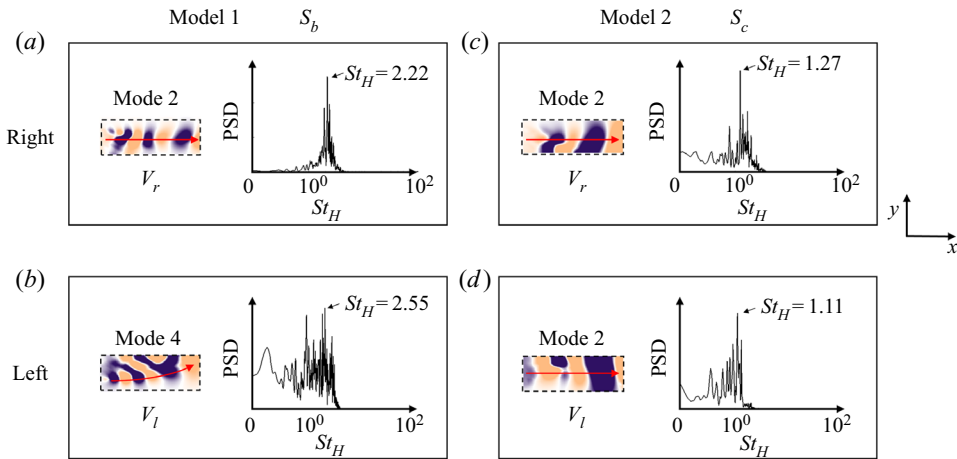 Model 1 S_b Model 2 S_c
(a) (c)
Right
Mode 2
V_r
PSD
St_H = 2.22
0 10^0 10^2
St_H
Mode 2
V_r
PSD
St_H = 1.27
0 10^0 10^2
St_H
y
x
(b) (d)
Left
Mode 4
V_l
PSD
St_H = 2.55
0 10^0 10^2
St_H
Mode 2
V_l
PSD
St_H = 1.11
0 10^0 10^2
St_H